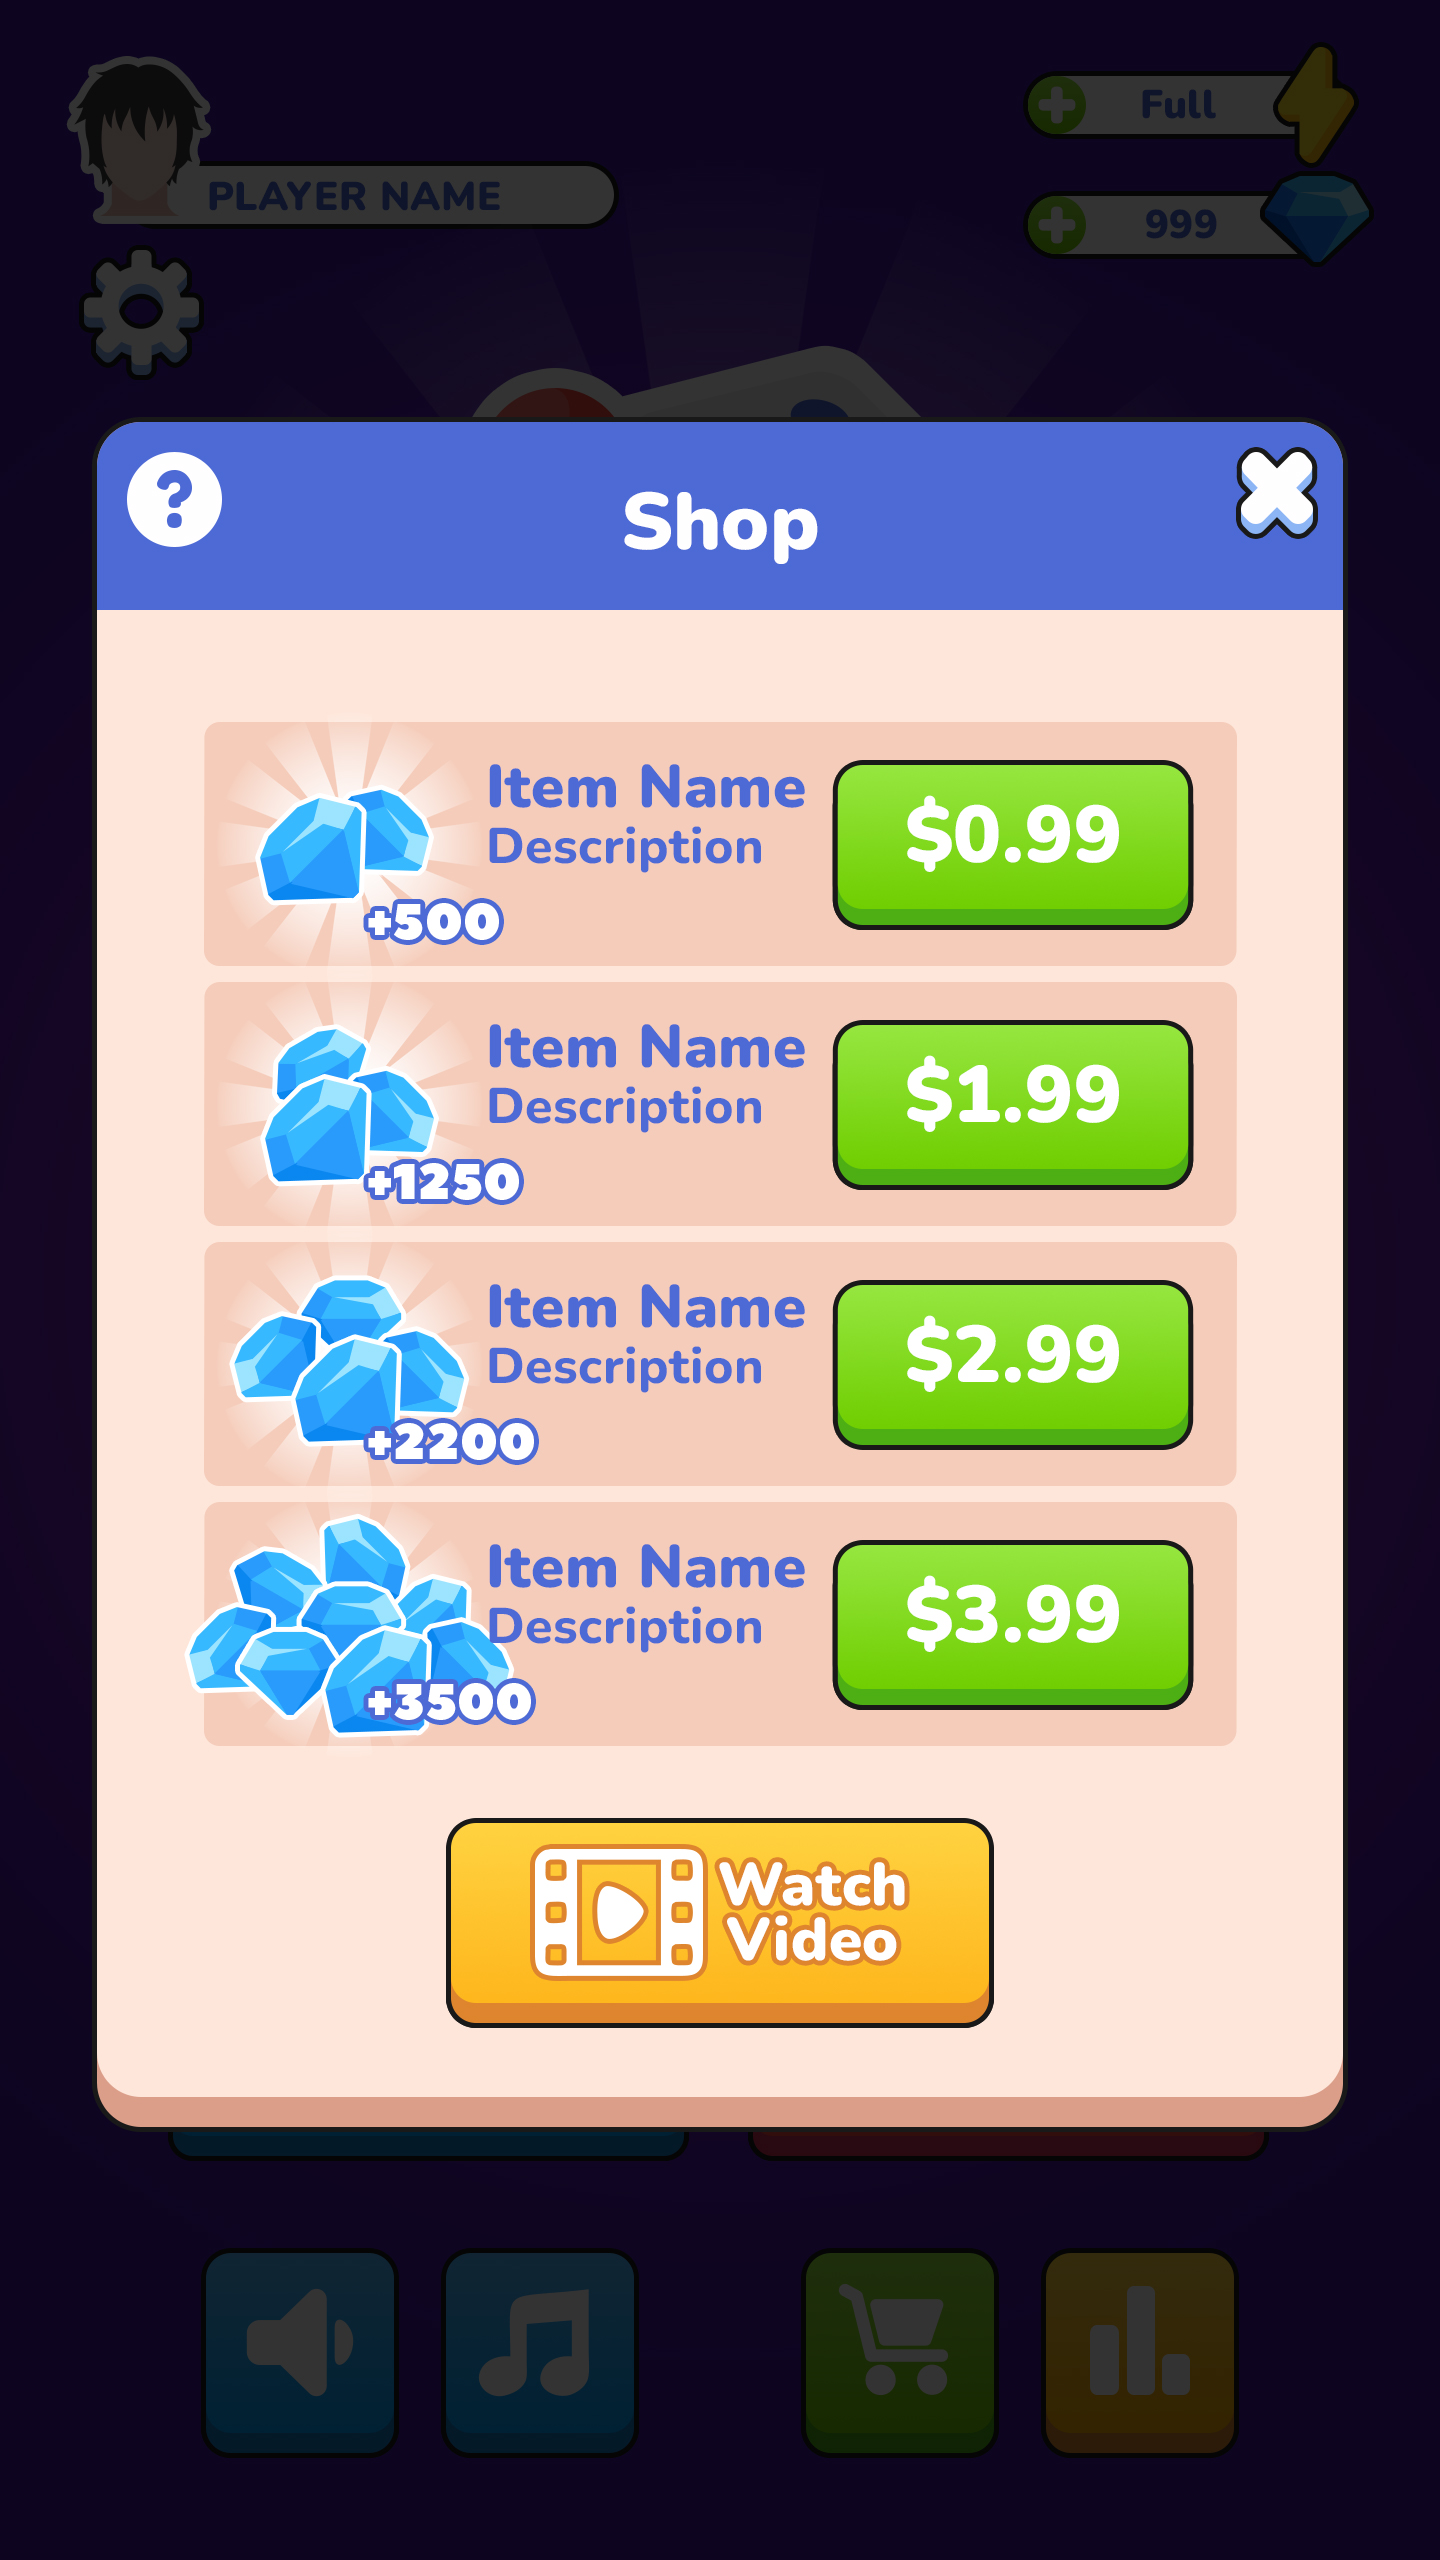 Full
PLAYER NAME
999
?
Shop
Item Name
Description
+500
$0.99
Item Name
Description
+1250
$1.99
Item Name
Description
+2200
$2.99
Item Name
Description
+3500
$3.99
Watch
Video